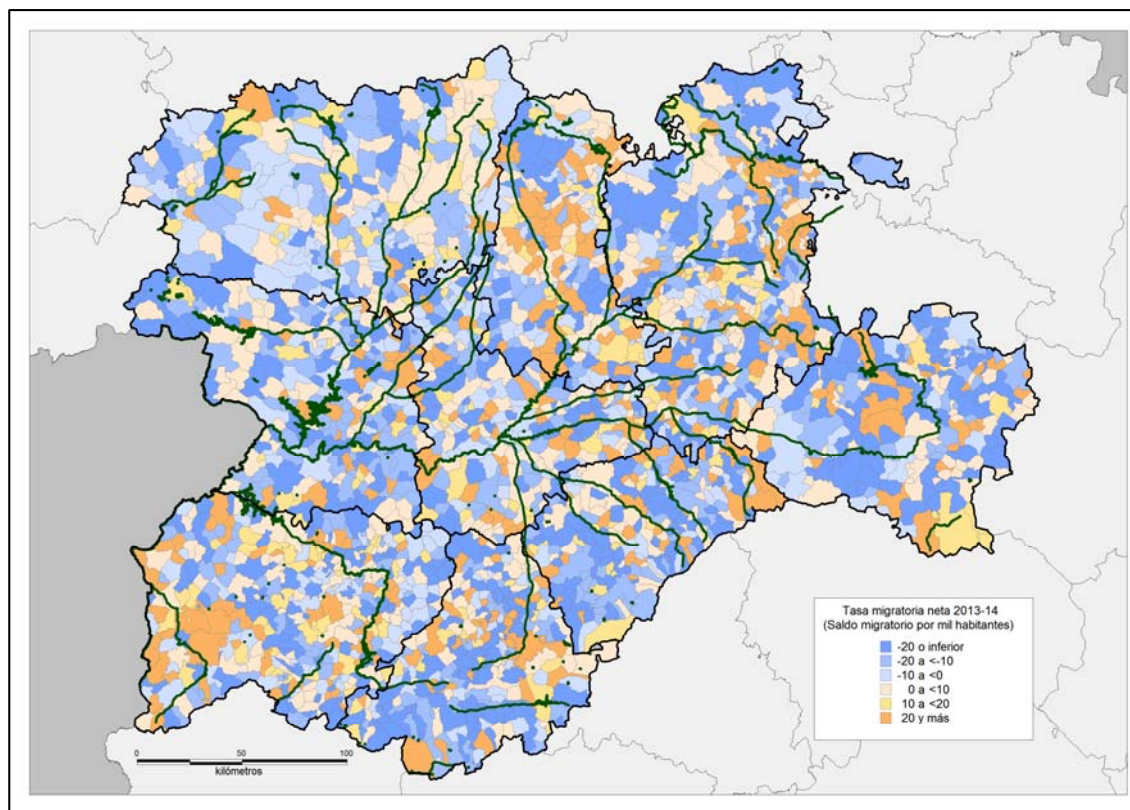 Tasa migratoria neta 2013-14
(Saldo migratorio por mil habitantes)
-20 o inferior
-20 a <-10
-10 a <0
0 a <10
10 a <20
20 y más
0 50 100
kilómetros